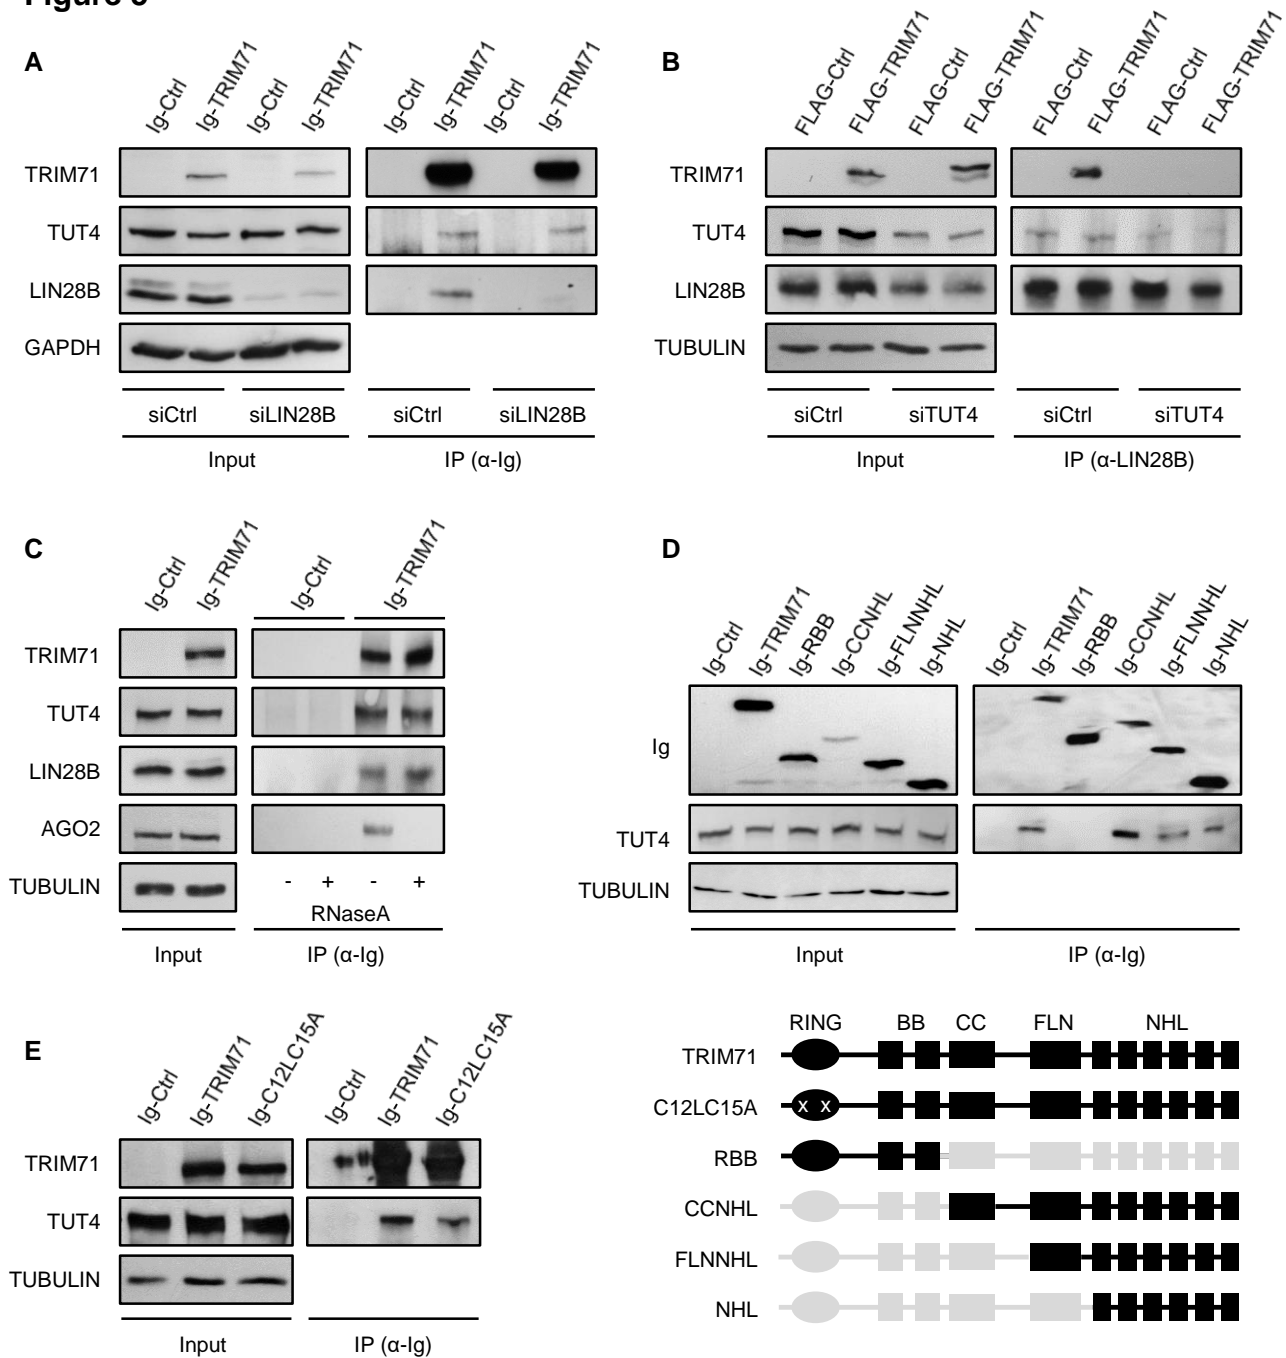 A
Ig-Ctrl
Ig-TRIM71
Ig-Ctrl
Ig-TRIM71
Ig-Ctrl
Ig-TRIM71
Ig-Ctrl
Ig-TRIM71
TRIM71
TUT4
LIN28B
GAPDH
siCtrl siLIN28B siCtrl siLIN28B
Input IP (α-Ig)
B
FLAG-Ctrl
FLAG-TRIM71
FLAG-Ctrl
FLAG-TRIM71
FLAG-Ctrl
FLAG-TRIM71
FLAG-Ctrl
FLAG-TRIM71
TRIM71
TUT4
LIN28B
TUBULIN
siCtrl siTUT4 siCtrl siTUT4
Input IP (α-LIN28B)
C
Ig-Ctrl
Ig-TRIM71
Ig-Ctrl
Ig-TRIM71
TRIM71
TUT4
LIN28B
AGO2
TUBULIN - + - +
RNaseA
Input IP (α-Ig)
D
Ig-Ctrl
Ig-TRIM71
Ig-RBB
Ig-CCNHL
Ig-FLNNHL
Ig-NHL
Ig-Ctrl
Ig-TRIM71
Ig-RBB
Ig-CCNHL
Ig-FLNNHL
Ig-NHL
Ig
TUT4
TUBULIN
Input IP (α-Ig)
RING BB CC FLN NHL
TRIM71
C12LC15A x x
RBB
CCNHL
FLNNHL
NHL
E
Ig-Ctrl
Ig-TRIM71
Ig-C12LC15A
Ig-Ctrl
Ig-TRIM71
Ig-C12LC15A
TRIM71
TUT4
TUBULIN
Input IP (α-Ig)